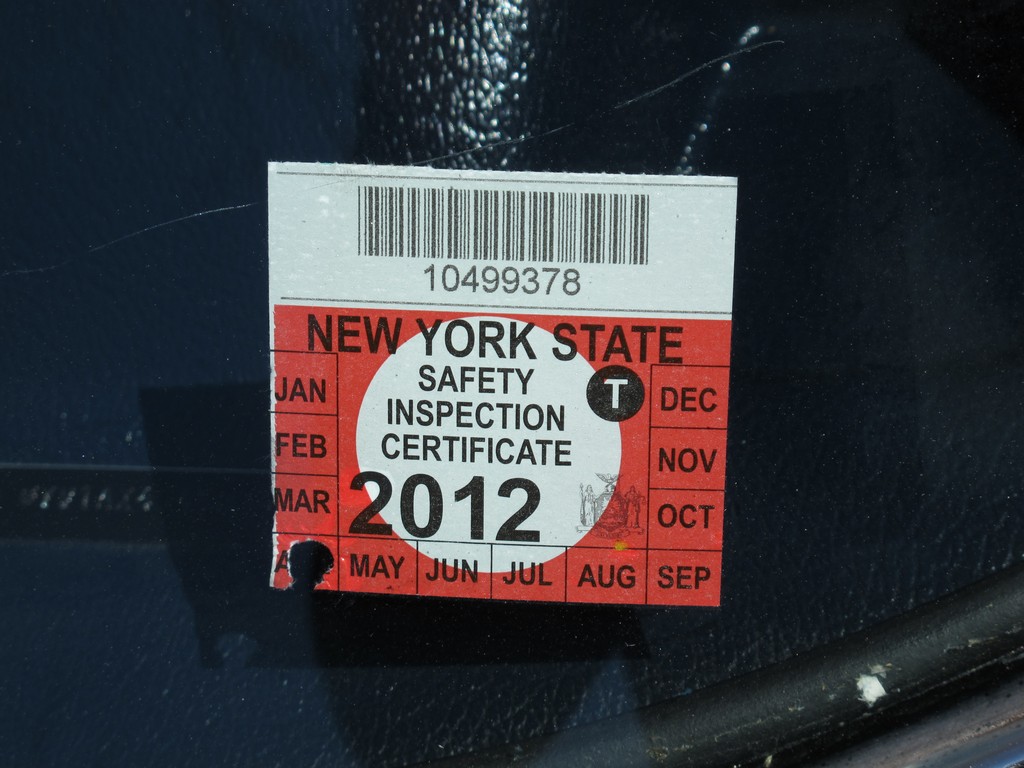 10499378
NEW YORK STATE
SAFETY
INSPECTION
CERTIFICATE
T
2012
JAN
FEB
MAR
MAY
JUN
JUL
AUG
SEP
OCT
NOV
DEC